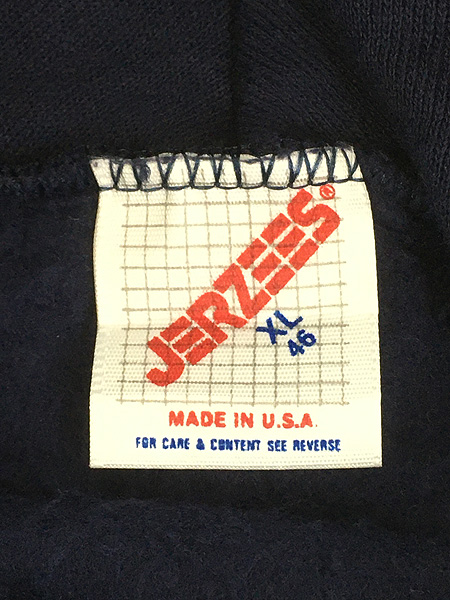 JERZEES®
XL
46
MADE IN U.S.A.
FOR CARE & CONTENT SEE REVERSE